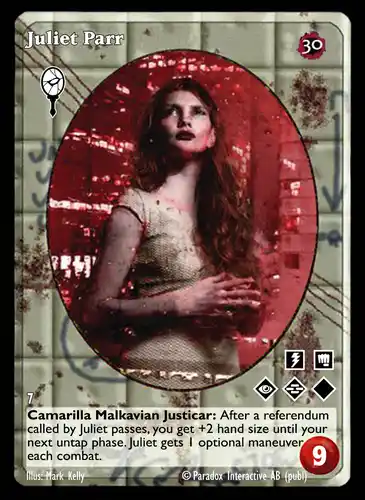 Juliet Parr
30
7
Camarilla Malkavian Justicar: After a referendum
called by Juliet passes, you get +2 hand size until your
next untap phase. Juliet gets 1 optional maneuver
each combat.
9
Illus: Mark Kelly © Paradox Interactive AB (publ)